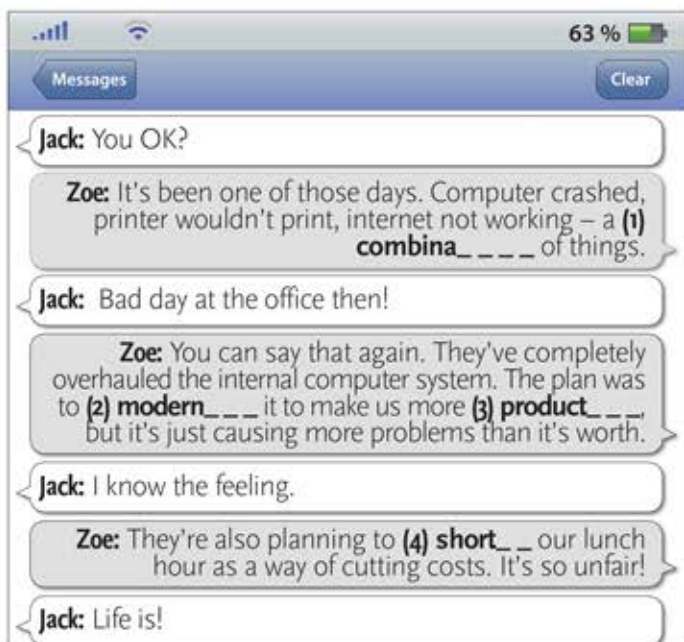 63 %
Messages
Clear
Jack: You OK?
Zoe: It's been one of those days. Computer crashed,
printer wouldn't print, internet not working – a (1)
combina_ _ _ _ of things.
Jack: Bad day at the office then!
Zoe: You can say that again. They've completely
overhauled the internal computer system. The plan was
to (2) modern_ _ _ it to make us more (3) product_ _ _,
but it's just causing more problems than it's worth.
Jack: I know the feeling.
Zoe: They're also planning to (4) short_ _ our lunch
hour as a way of cutting costs. It's so unfair!
Jack: Life is!